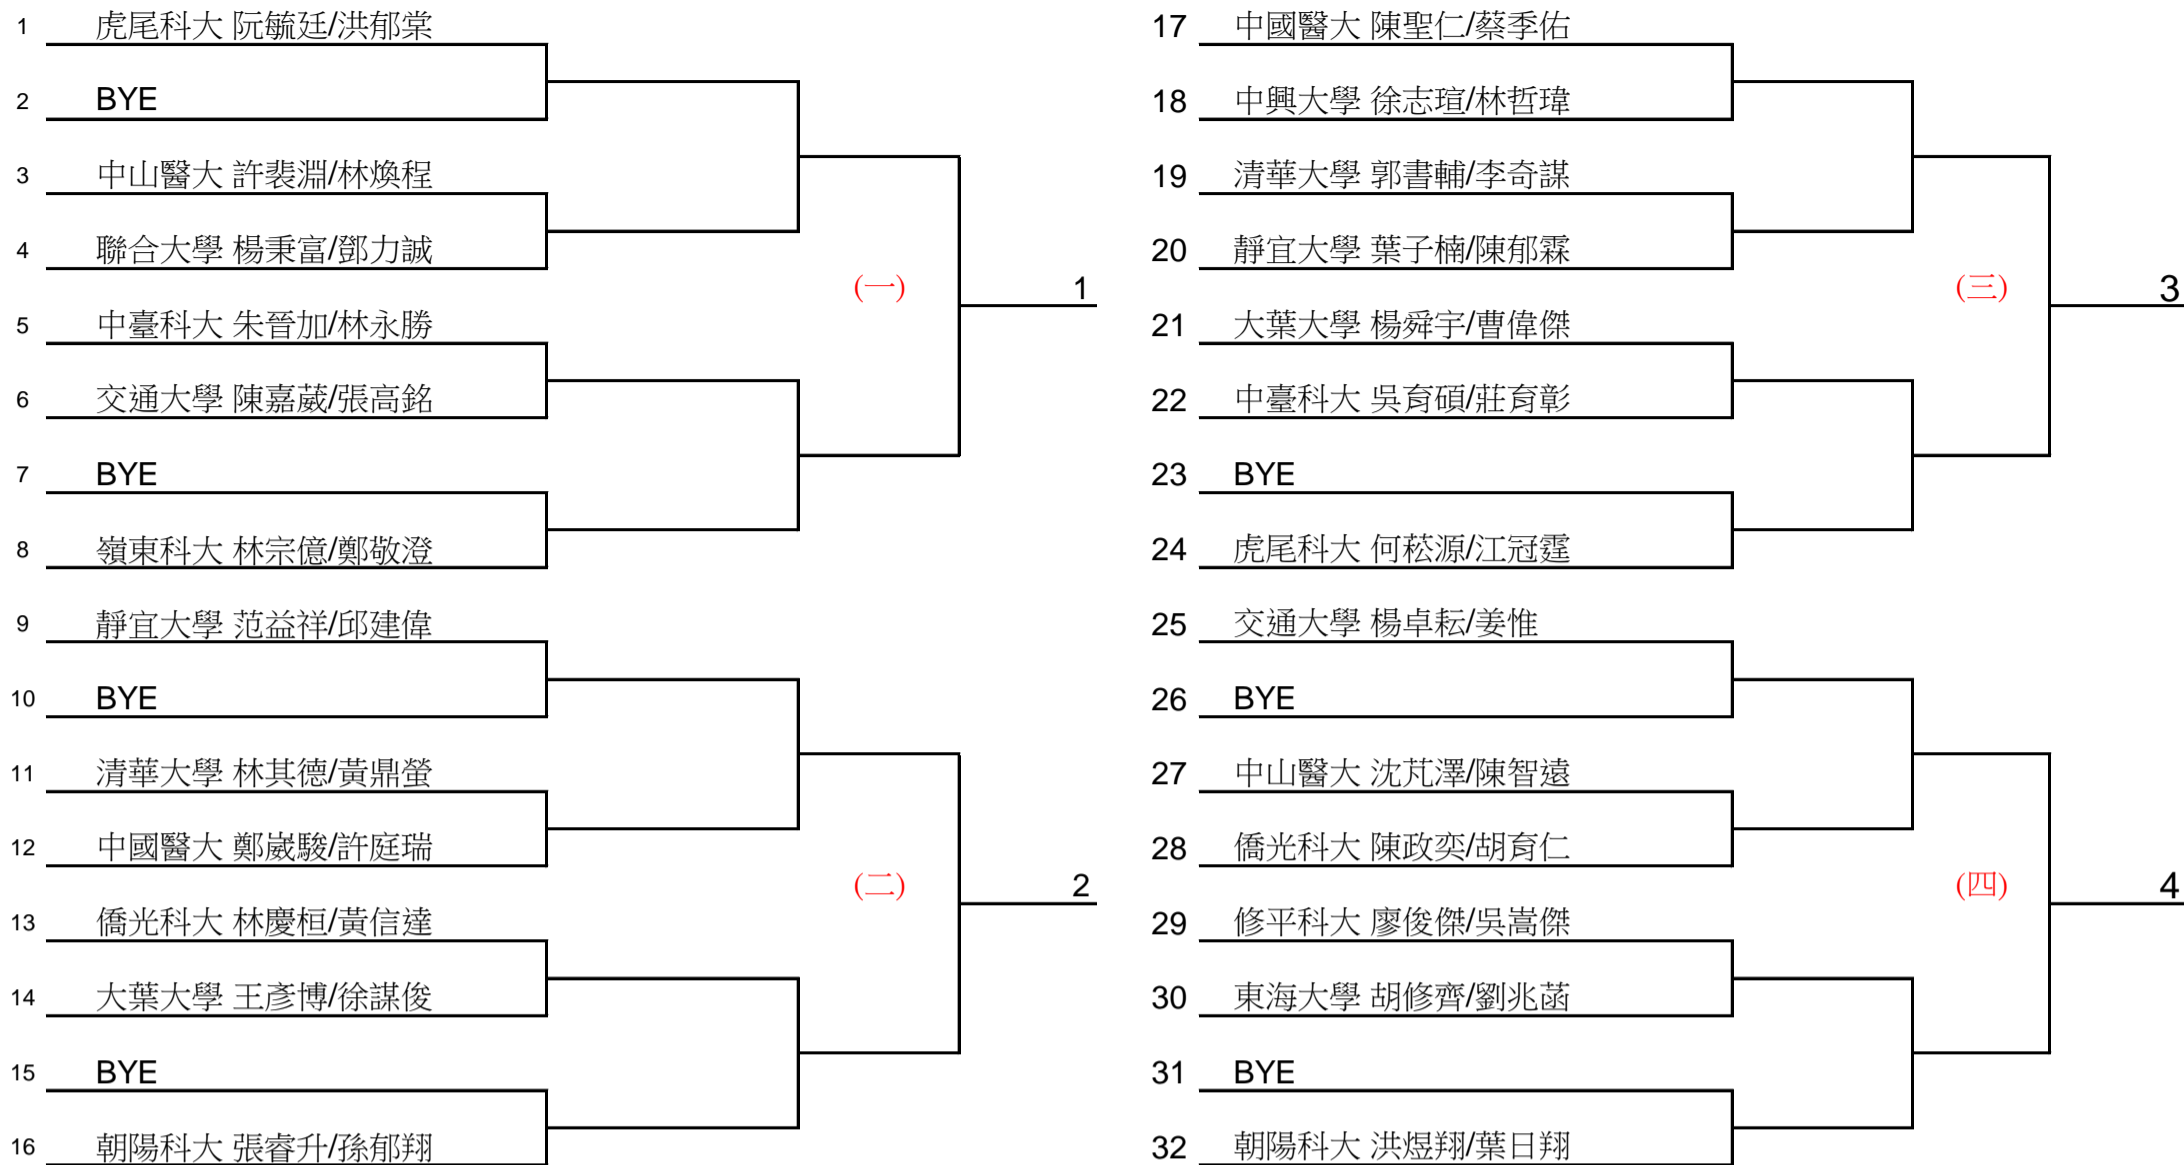 1 虎尾科大 阮毓廷/洪郁棠
2 BYE
3 中山醫大 許裴淵/林煥程
4 聯合大學 楊秉富/鄧力誠
(一) 1
5 中臺科大 朱晉加/林永勝
6 交通大學 陳嘉葳/張高銘
7 BYE
8 嶺東科大 林宗億/鄭敬澄
9 靜宜大學 范益祥/邱建偉
10 BYE
11 清華大學 林其德/黃鼎螢
12 中國醫大 鄭崴駿/許庭瑞
(二) 2
13 僑光科大 林慶桓/黃信達
14 大葉大學 王彥博/徐謀俊
15 BYE
16 朝陽科大 張睿升/孫郁翔
17 中國醫大 陳聖仁/蔡季佑
18 中興大學 徐志瑄/林哲瑋
19 清華大學 郭書輔/李奇謀
20 靜宜大學 葉子楠/陳郁霖
(三) 3
21 大葉大學 楊舜宇/曹偉傑
22 中臺科大 吳育碩/莊育彰
23 BYE
24 虎尾科大 何菘源/江冠霆
25 交通大學 楊卓耘/姜惟
26 BYE
27 中山醫大 沈芃澤/陳智遠
28 僑光科大 陳政奕/胡育仁
(四) 4
29 修平科大 廖俊傑/吳嵩傑
30 東海大學 胡修齊/劉兆菡
31 BYE
32 朝陽科大 洪煜翔/葉日翔